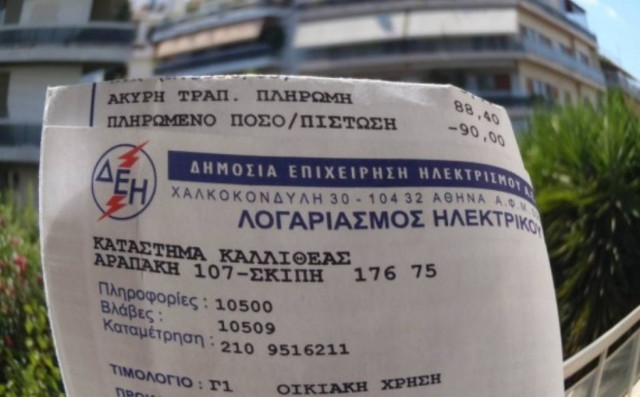 ΑΚΥΡΗ ΤΡΑΠ. ΠΛΗΡΩΜΗ 88,40
ΠΛΗΡΩΜΕΝΟ ΠΟΣΟ/ΠΙΣΤΩΣΗ -90,00
ΔΕΗ
ΔΗΜΟΣΙΑ ΕΠΙΧΕΙΡΗΣΗ ΗΛΕΚΤΡΙΣΜΟΥ
ΧΑΛΚΟΚΟΝΔΥΛΗ 30 - 104 32 ΑΘΗΝΑ Α.Φ.Μ.
ΛΟΓΑΡΙΑΣΜΟΣ ΗΛΕΚΤΡΙΚΟΥ
ΚΑΤΑΣΤΗΜΑ ΚΑΛΛΙΘΕΑΣ
ΑΡΑΠΑΚΗ 107-ΣΚΙΠΗ 176 75
Πληροφορίες : 10500
Βλάβες : 10509
Καταμέτρηση : 210 9516211
ΤΙΜΟΛΟΓΙΟ : Γ1 ΟΙΚΙΑΚΗ ΧΡΗΣΗ